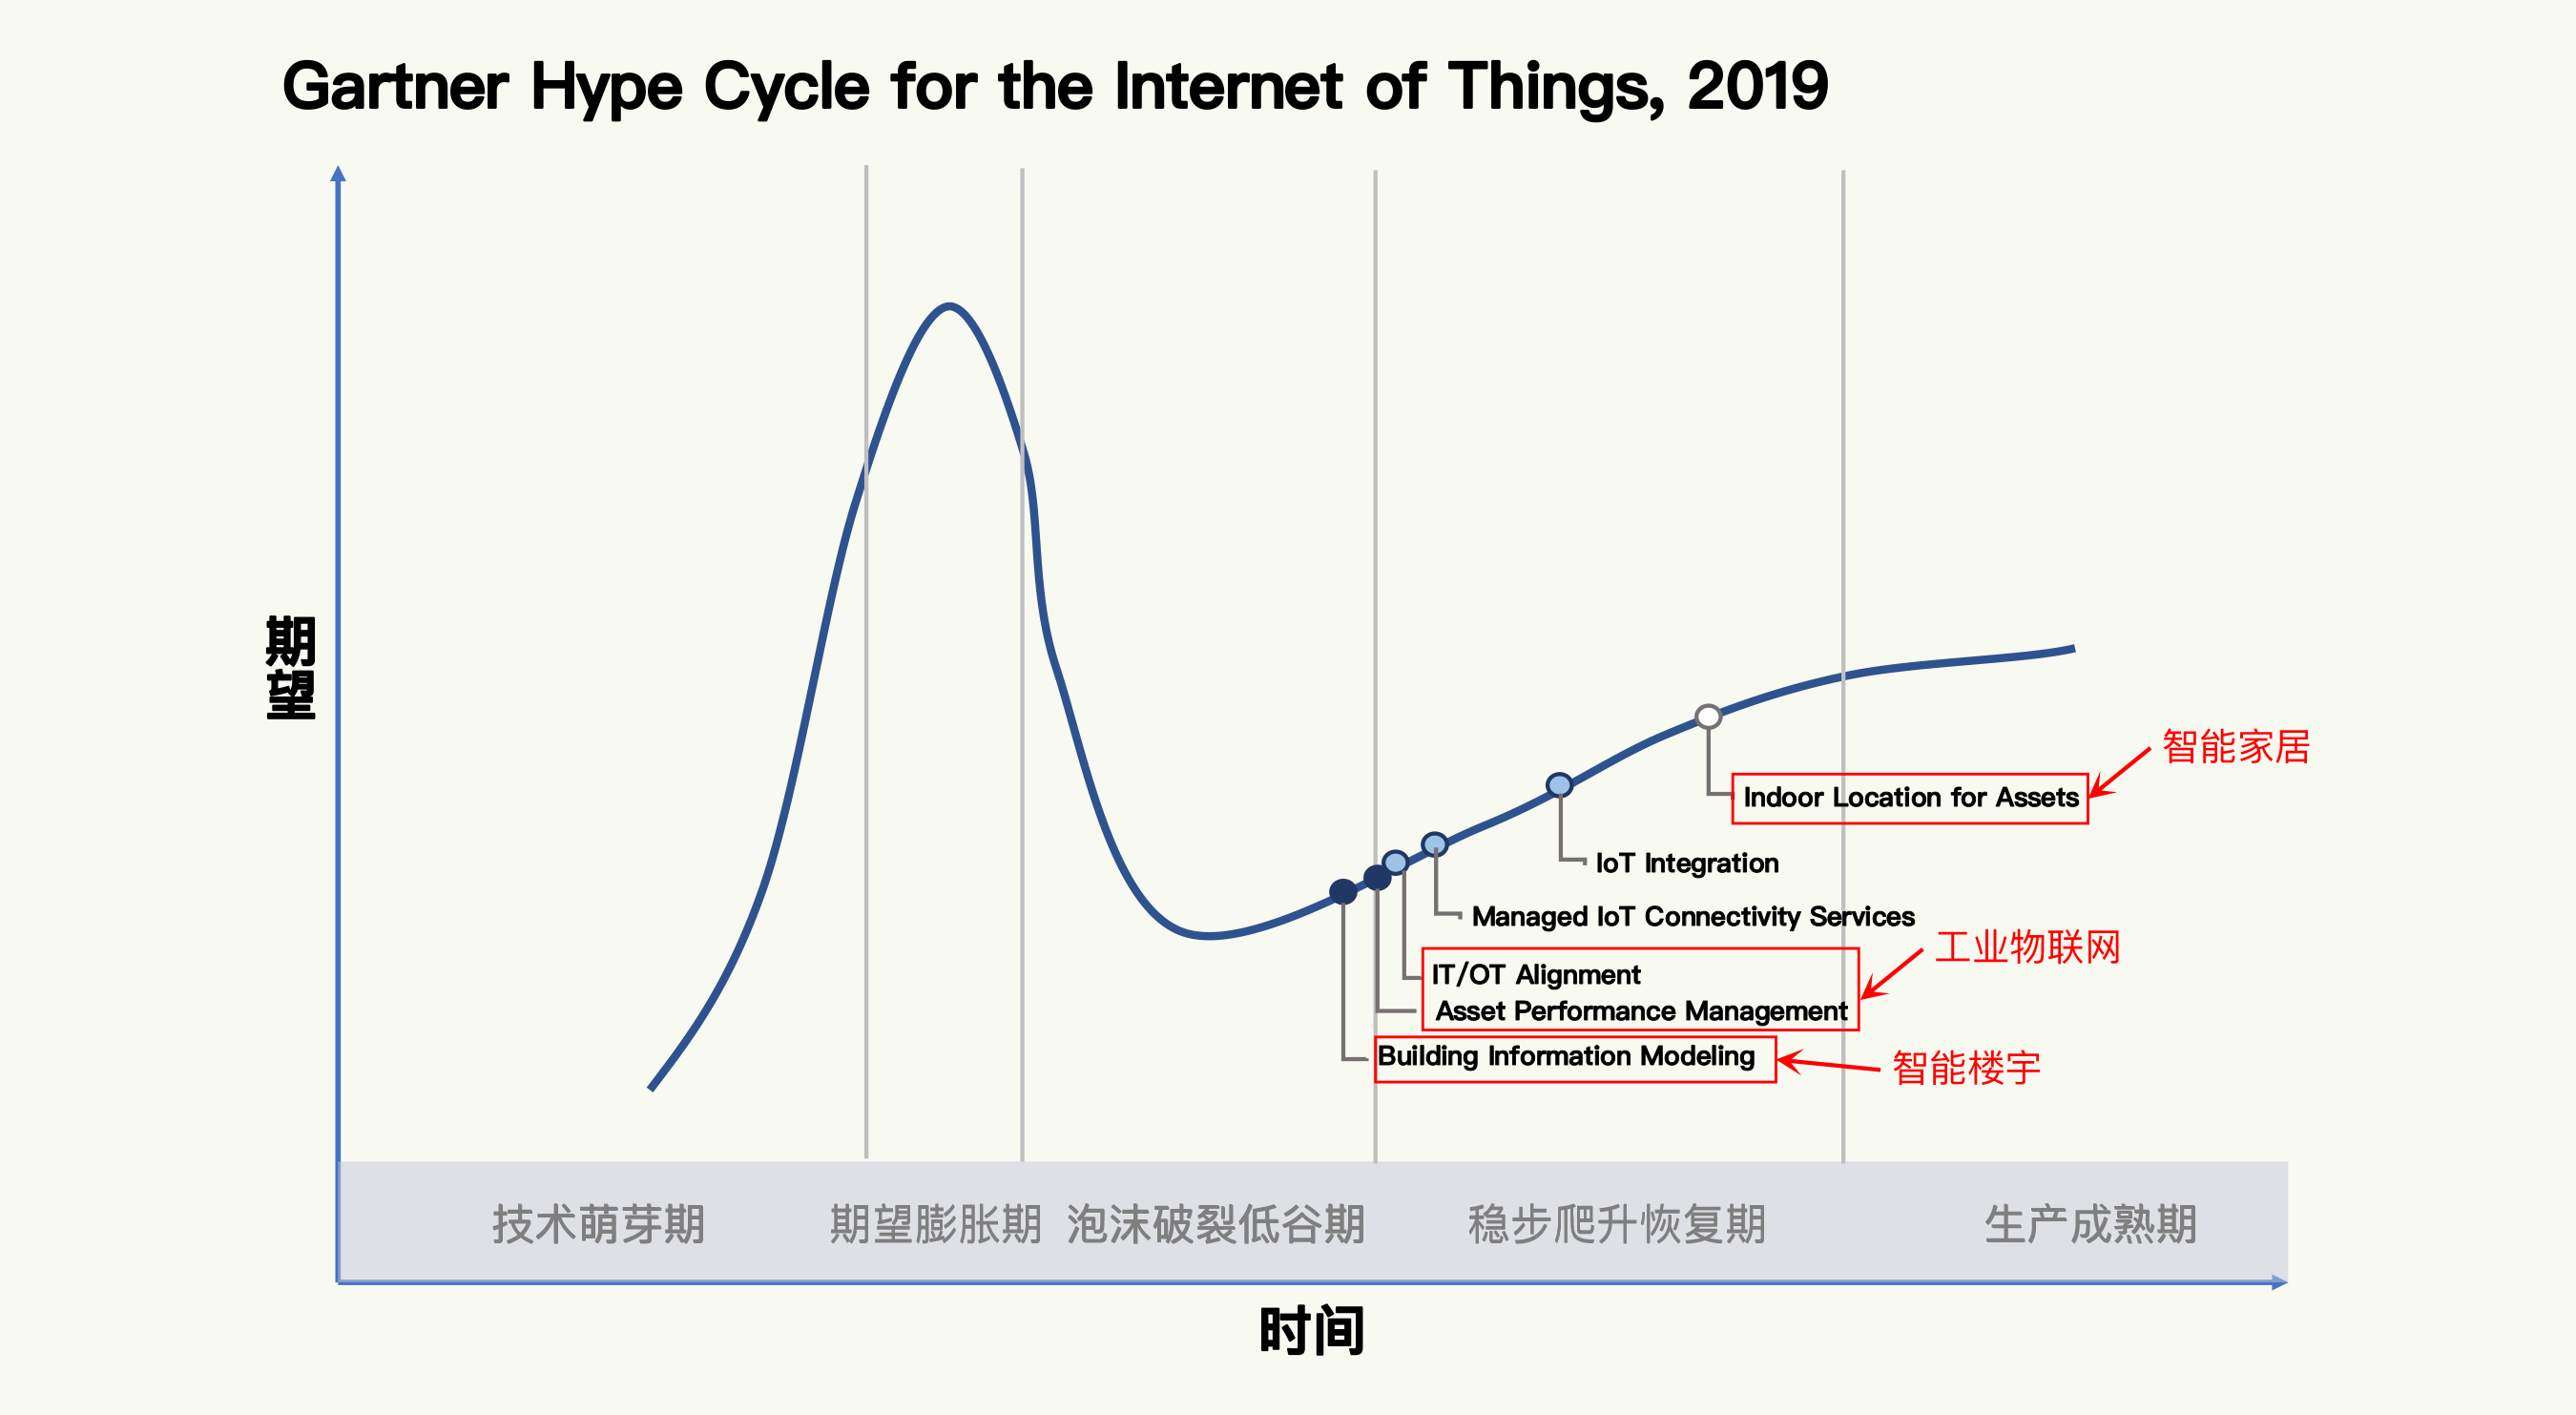 Gartner Hype Cycle for the Internet of Things, 2019
期望
智能家居
Indoor Location for Assets
IoT Integration
Managed IoT Connectivity Services
工业物联网
IT/OT Alignment
Asset Performance Management
Building Information Modeling
智能楼宇
技术萌芽期
期望膨胀期
泡沫破裂低谷期
稳步爬升恢复期
生产成熟期
时间